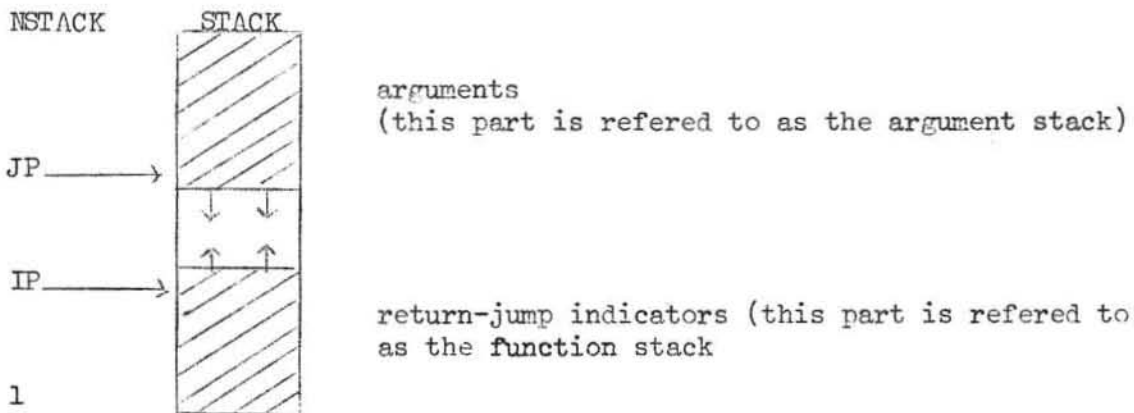 NSTACK STACK
arguments
(this part is refered to as the argument stack)
JP
IP
return-jump indicators (this part is refered to
as the function stack
1